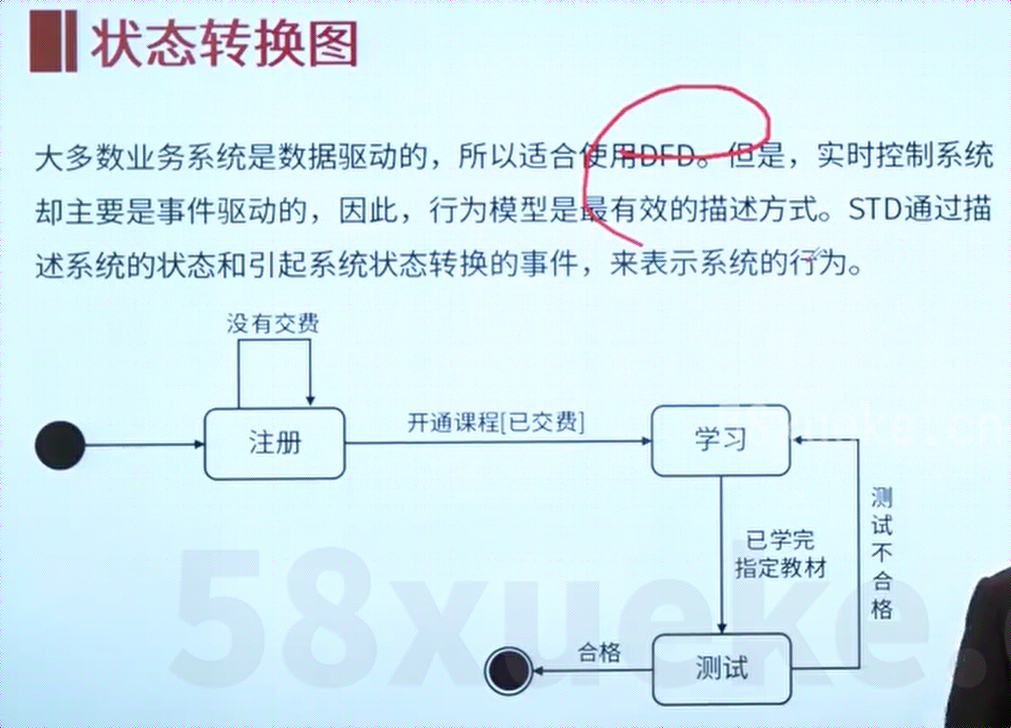 状态转换图
大多数业务系统是数据驱动的，所以适合使用DFD。但是，实时控制系统
却主要是事件驱动的，因此，行为模型是最有效的描述方式。STD通过描
述系统的状态和引起系统状态转换的事件，来表示系统的行为。
没有交费
注册
开通课程[已交费]
学习
已学完
指定教材
测试不合格
测试
合格
58xueke.c
58xueke.cn